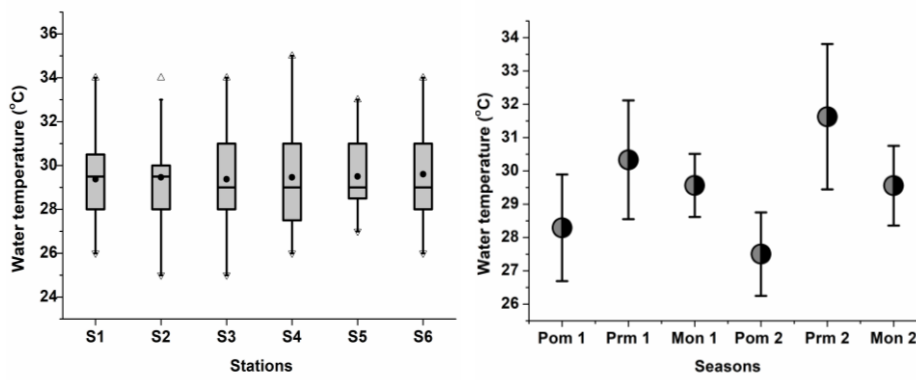 Water temperature (°C)
34
32
30
28
26
24
S1 S2 S3 S4 S5 S6
Stations
Water temperature (°C)
34
33
32
31
30
29
28
27
26
Pom 1 Prm 1 Mon 1 Pom 2 Prm 2 Mon 2
Seasons